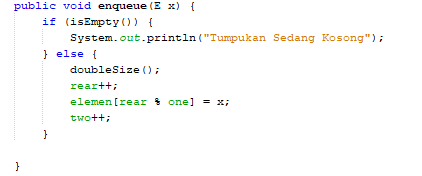 public void enqueue(E x) {
if (isEmpty()) {
System.out.println("Tumpukan Sedang Kosong");
} else {
doubleSize();
rear++;
elemen[rear % one] = x;
two++;
}
}